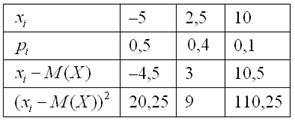 xᵢ –5 2,5 10
pᵢ 0,5 0,4 0,1
xᵢ – M(X) –4,5 3 10,5
(xᵢ – M(X))² 20,25 9 110,25